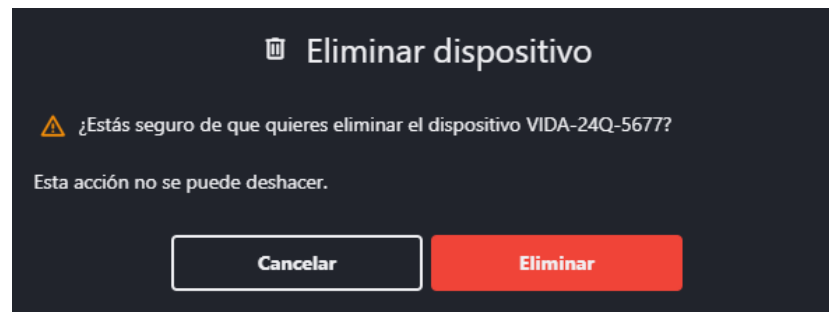 Eliminar dispositivo
¿Estás seguro de que quieres eliminar el dispositivo VIDA-24Q-5677?
Esta acción no se puede deshacer.
Cancelar
Eliminar